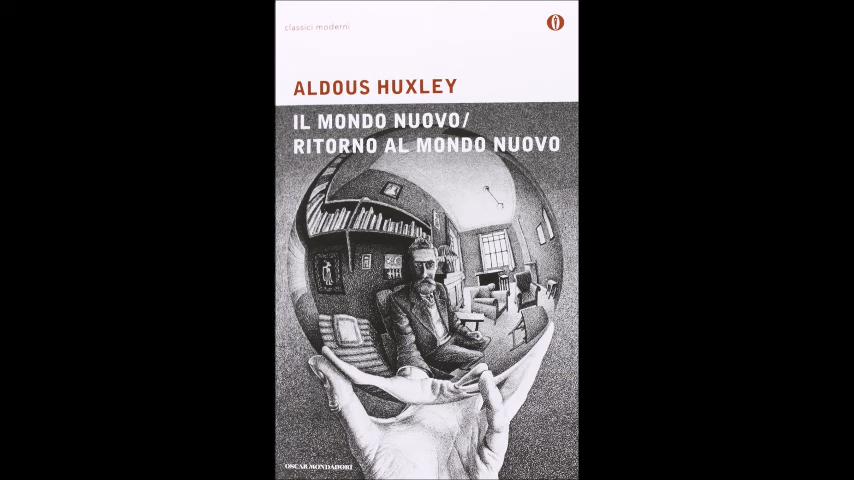 classici moderni
ALDOUS HUXLEY
IL MONDO NUOVO/
RITORNO AL MONDO NUOVO
OSCAR MONDADORI